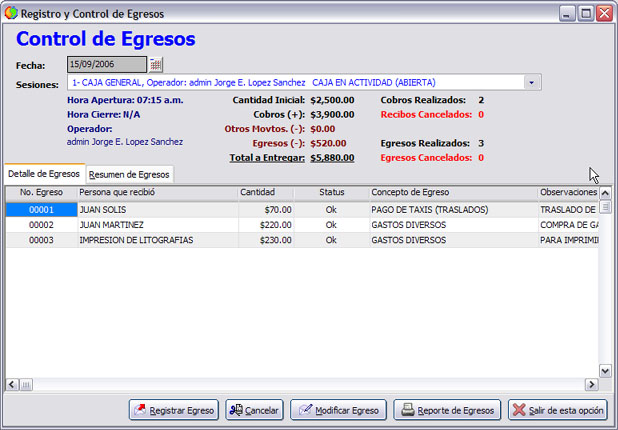 Registro y Control de Egresos
Control de Egresos
Fecha: 15/09/2006
Sesiones: 1- CAJA GENERAL, Operador: admin Jorge E. Lopez Sanchez CAJA EN ACTIVIDAD (ABIERTA)
Hora Apertura: 07:15 a.m. Cantidad Inicial: $2,500.00 Cobros Realizados: 2
Hora Cierre: N/A Cobros (+): $3,900.00 Recibos Cancelados: 0
Operador: Otros Movtos. (-): $0.00
admin Jorge E. Lopez Sanchez Egresos (-): $520.00 Egresos Realizados: 3
Total a Entregar: $5,880.00 Egresos Cancelados: 0
Detalle de Egresos Resumen de Egresos
No. Egreso Persona que recibió Cantidad Status Concepto de Egreso Observaciones
00001 JUAN SOLIS $70.00 Ok PAGO DE TAXIS (TRASLADOS) TRASLADO DE
00002 JUAN MARTINEZ $220.00 Ok GASTOS DIVERSOS COMPRA DE GA
00003 IMPRESION DE LITOGRAFIAS $230.00 Ok GASTOS DIVERSOS PARA IMPRIMI
Registrar Egreso Cancelar Modificar Egreso Reporte de Egresos Salir de esta opción